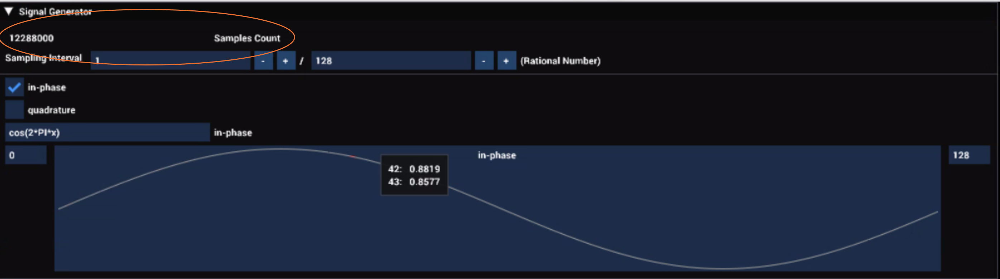 Signal Generator
12288000 Samples Count
Sampling Interval 1 - + / 128 - + (Rational Number)
in-phase
quadrature
cos(2*PI*x) in-phase
0 in-phase 128
42: 0.8819
43: 0.8577